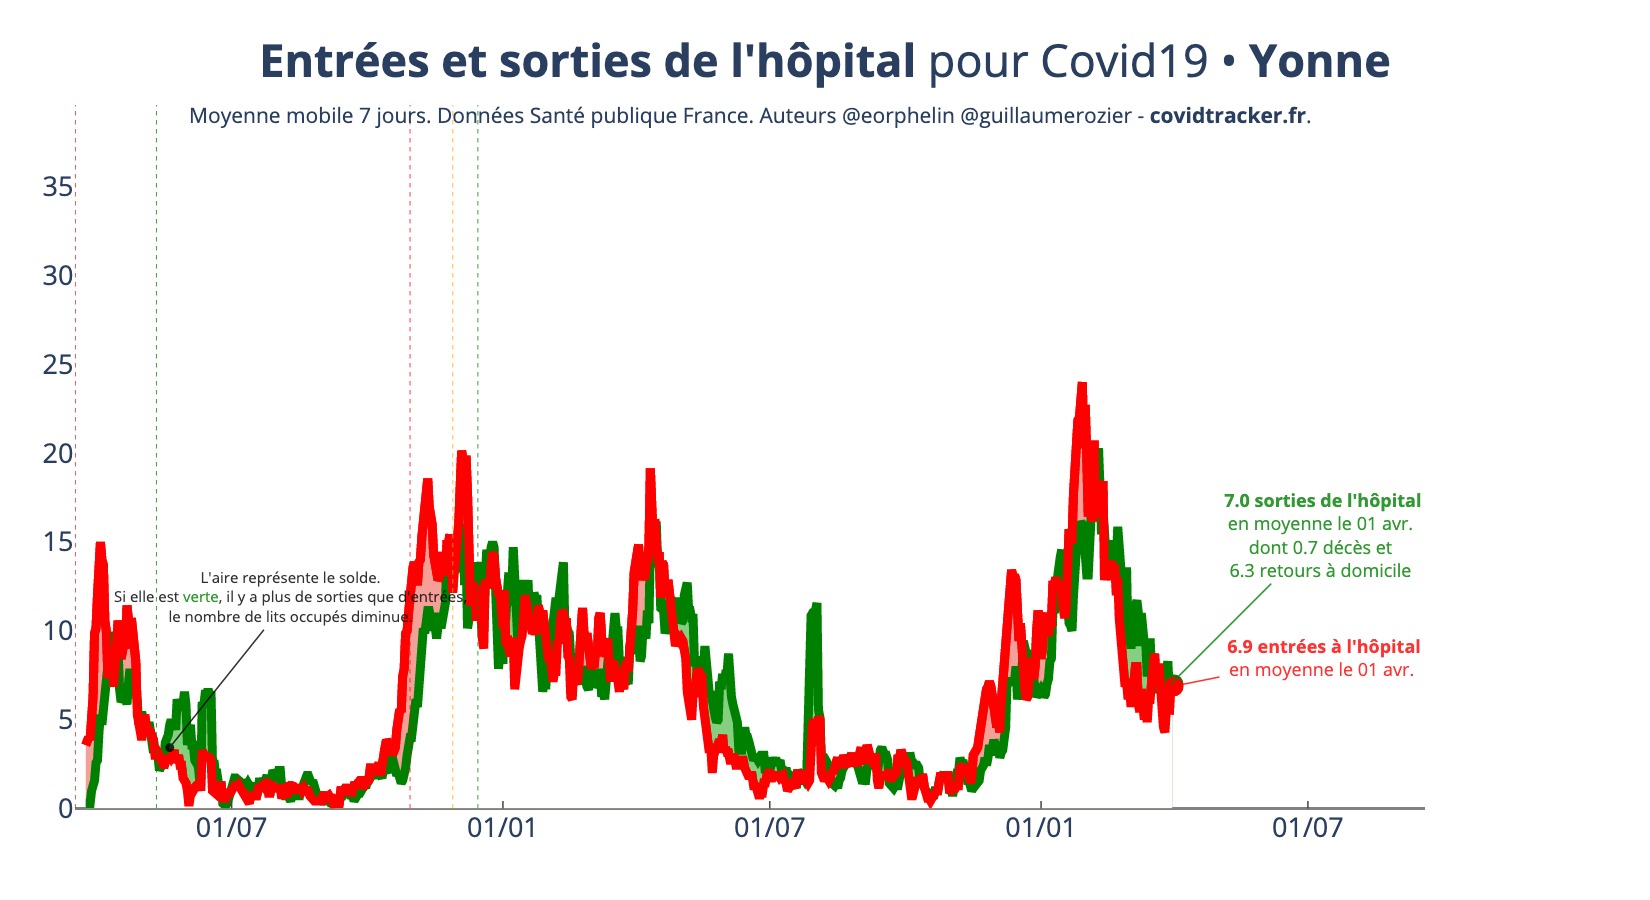 Entrées et sorties de l'hôpital pour Covid19 • Yonne
Moyenne mobile 7 jours. Données Santé publique France. Auteurs @eorphelin @guillaumerozier - covidtracker.fr.
35
30
25
20
15
10
5
0
L'aire représente le solde.
Si elle est verte, il y a plus de sorties que d'entrées,
le nombre de lits occupés diminue.
7.0 sorties de l'hôpital
en moyenne le 01 avr.
dont 0.7 décès et
6.3 retours à domicile
6.9 entrées à l'hôpital
en moyenne le 01 avr.
01/07
01/01
01/07
01/01
01/07